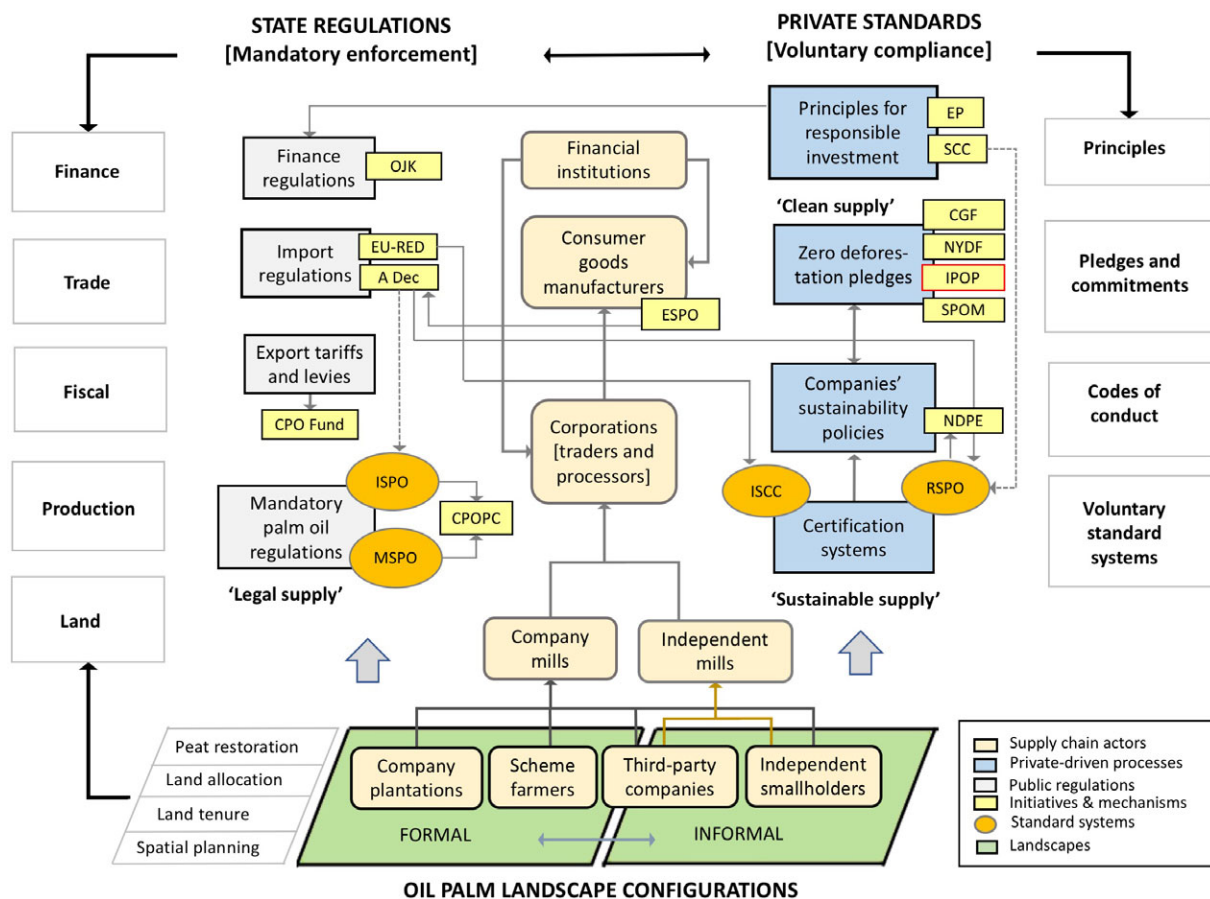 STATE REGULATIONS
[Mandatory enforcement]
PRIVATE STANDARDS
[Voluntary compliance]
Finance
Trade
Fiscal
Production
Land
Finance
regulations
OJK
Import
regulations
EU-RED
A Dec
Export tariffs
and levies
CPO Fund
ISPO
Mandatory
palm oil
regulations
CPOPC
MSPO
'Legal supply'
Financial
institutions
Consumer
goods
manufacturers
ESPO
Corporations
[traders and
processors]
Company
mills
Independent
mills
Principles for
responsible
investment
EP
SCC
'Clean supply'
Zero defores-
tation pledges
CGF
NYDF
IPOP
SPOM
Companies'
sustainability
policies
NDPE
ISCC
RSPO
Certification
systems
'Sustainable supply'
Principles
Pledges and
commitments
Codes of
conduct
Voluntary
standard
systems
Peat restoration
Land allocation
Land tenure
Spatial planning
Company
plantations
Scheme
farmers
Third-party
companies
Independent
smallholders
FORMAL
INFORMAL
OIL PALM LANDSCAPE CONFIGURATIONS
Supply chain actors
Private-driven processes
Public regulations
Initiatives & mechanisms
Standard systems
Landscapes